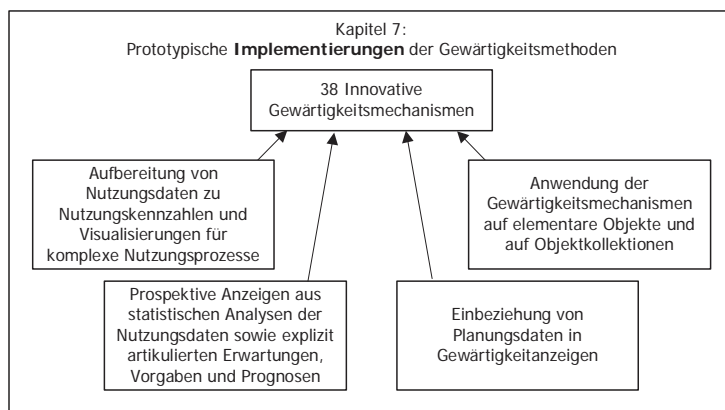 Kapitel 7:
Prototypische Implementierungen der Gewärtigkeitsmethoden
38 Innovative
Gewärtigkeitsmechanismen
Aufbereitung von
Nutzungsdaten zu
Nutzungskennzahlen und
Visualisierungen für
komplexe Nutzungsprozesse
Anwendung der
Gewärtigkeitsmechanismen
auf elementare Objekte und
auf Objektkollektionen
Prospektive Anzeigen aus
statistischen Analysen der
Nutzungsdaten sowie explizit
artikulierten Erwartungen,
Vorgaben und Prognosen
Einbeziehung von
Planungsdaten in
Gewärtigkeitanzeigen